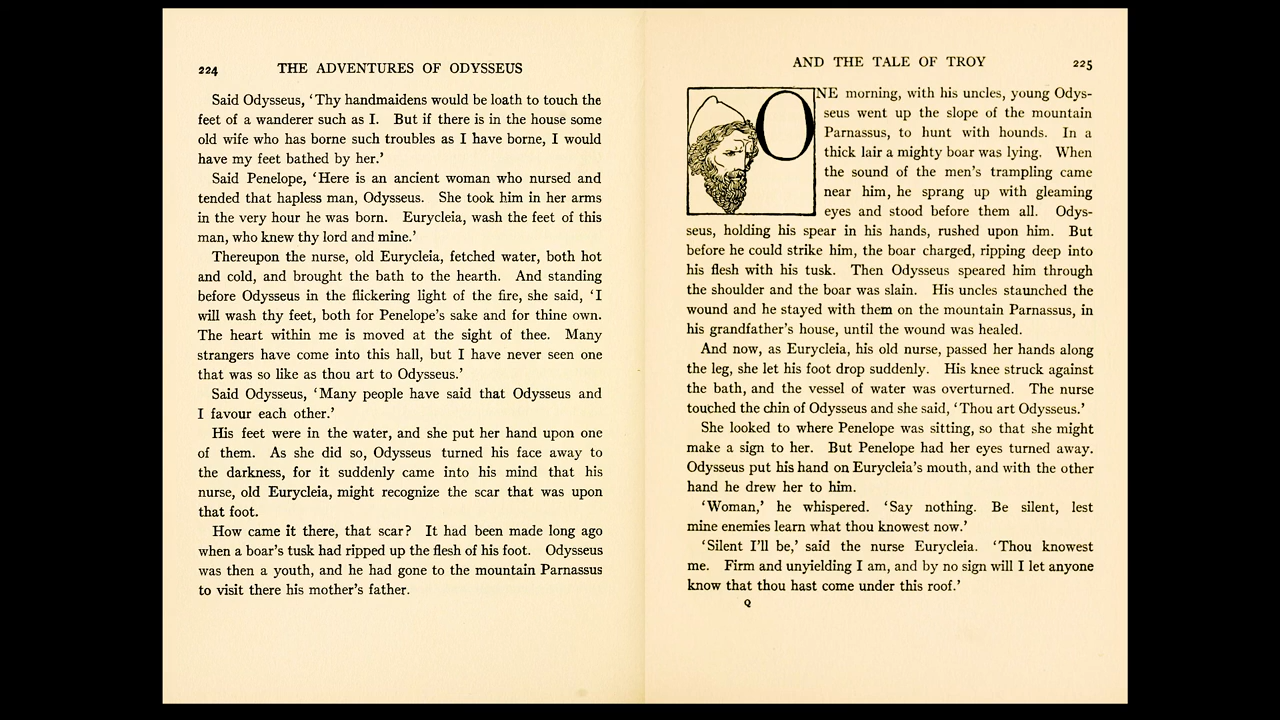 224 THE ADVENTURES OF ODYSSEUS
Said Odysseus, ‘Thy handmaidens would be loath to touch the
feet of a wanderer such as I. But if there is in the house some
old wife who has borne such troubles as I have borne, I would
have my feet bathed by her.’
Said Penelope, ‘Here is an ancient woman who nursed and
tended that hapless man, Odysseus. She took him in her arms
in the very hour he was born. Eurycleia, wash the feet of this
man, who knew thy lord and mine.’
Thereupon the nurse, old Eurycleia, fetched water, both hot
and cold, and brought the bath to the hearth. And standing
before Odysseus in the flickering light of the fire, she said, ‘I
will wash thy feet, both for Penelope’s sake and for thine own.
The heart within me is moved at the sight of thee. Many
strangers have come into this hall, but I have never seen one
that was so like as thou art to Odysseus.’
Said Odysseus, ‘Many people have said that Odysseus and
I favour each other.’
His feet were in the water, and she put her hand upon one
of them. As she did so, Odysseus turned his face away to
the darkness, for it suddenly came into his mind that his
nurse, old Eurycleia, might recognize the scar that was upon
that foot.
How came it there, that scar? It had been made long ago
when a boar’s tusk had ripped up the flesh of his foot. Odysseus
was then a youth, and he had gone to the mountain Parnassus
to visit there his mother’s father.
AND THE TALE OF TROY 225
ONE morning, with his uncles, young Odys-
seus went up the slope of the mountain
Parnassus, to hunt with hounds. In a
thick lair a mighty boar was lying. When
the sound of the men’s trampling came
near him, he sprang up with gleaming
eyes and stood before them all. Odys-
seus, holding his spear in his hands, rushed upon him. But
before he could strike him, the boar charged, ripping deep into
his flesh with his tusk. Then Odysseus speared him through
the shoulder and the boar was slain. His uncles staunched the
wound and he stayed with them on the mountain Parnassus, in
his grandfather’s house, until the wound was healed.
And now, as Eurycleia, his old nurse, passed her hands along
the leg, she let his foot drop suddenly. His knee struck against
the bath, and the vessel of water was overturned. The nurse
touched the chin of Odysseus and she said, ‘Thou art Odysseus.’
She looked to where Penelope was sitting, so that she might
make a sign to her. But Penelope had her eyes turned away.
Odysseus put his hand on Eurycleia’s mouth, and with the other
hand he drew her to him.
‘Woman,’ he whispered. ‘Say nothing. Be silent, lest
mine enemies learn what thou knowest now.’
‘Silent I’ll be,’ said the nurse Eurycleia. ‘Thou knowest
me. Firm and unyielding I am, and by no sign will I let anyone
know that thou hast come under this roof.’
Q